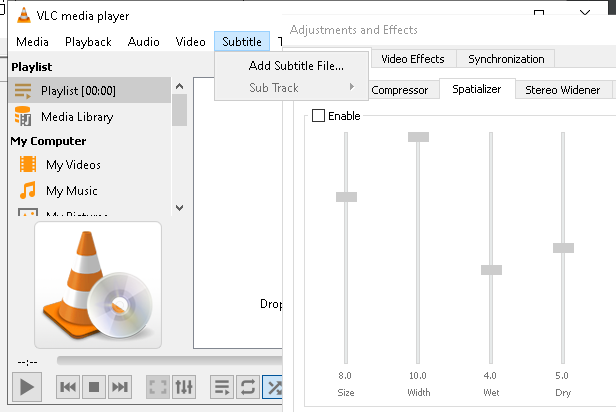 VLC media player
Media Playback Audio Video Subtitle T
Add Subtitle File...
Sub Track
Playlist
Playlist [00:00]
Media Library
My Computer
My Videos
My Music
My Pictures
Drop
--:--
Adjustments and Effects
Video Effects Synchronization
Compressor Spatializer Stereo Widener
Enable
8.0 10.0 4.0 5.0
Size Width Wet Dry